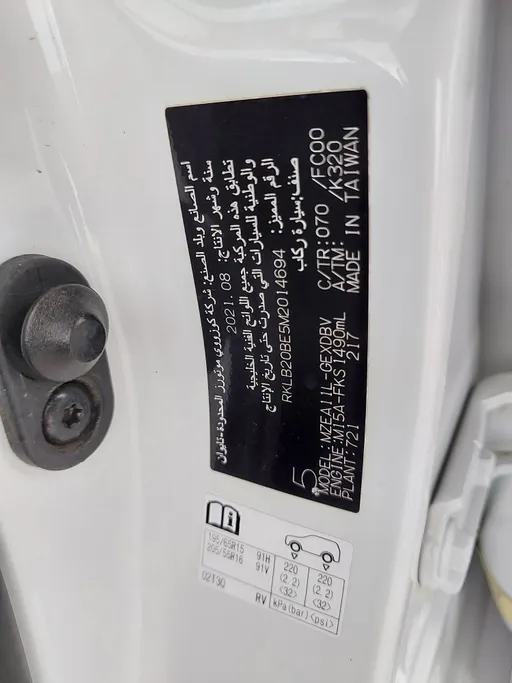 اسم الصانع وبلد الصنع: شركة كوزروي موتورز المحدودة-تايوان
سنة وشهر الإنتاج: 2021.08
تطابق هذه المركبة جميع اللوائح الفنية الخليجية
والوطنية للسيارات التي صدرت حتى تاريخ الإنتاج
الرقم المميز: RKLB20BE5M2014694
صنف: سيارة ركاب
5
MODEL:MZEA11L-GEXDBV
C/TR:070 /FC00
ENGINE:M15A-FKS 1490mL
A/TM: /K320
PLANT:721 217
MADE IN TAIWAN
195/65R15 91H
205/55R16 91V
220 220
(2.2) (2.2)
<32> <32>
02130 RV kPa(bar)<psi>